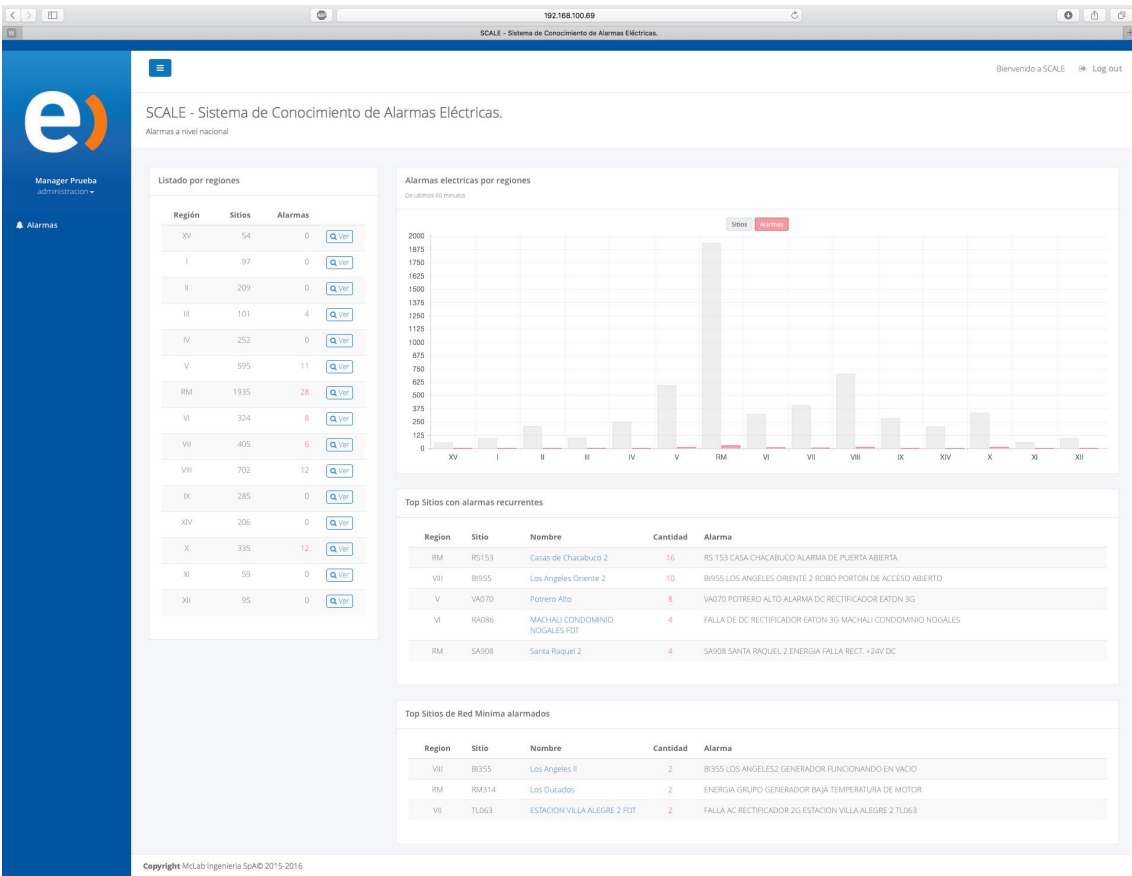 192.168.100.69
W
SCALE - Sistema de Conocimiento de Alarmas Eléctricas.
Bienvenido a SCALE Log out
e)
Manager Prueba
administracion
Alarmas
SCALE - Sistema de Conocimiento de Alarmas Eléctricas.
Alarmas a nivel nacional
Listado por regiones
Región Sitios Alarmas
XV 54 0 Ver
I 97 0 Ver
II 209 0 Ver
III 101 4 Ver
IV 252 0 Ver
V 595 11 Ver
RM 1935 28 Ver
VI 324 8 Ver
VII 405 6 Ver
VIII 702 12 Ver
IX 285 0 Ver
XIV 206 0 Ver
X 335 12 Ver
XI 59 0 Ver
XII 95 0 Ver
Alarmas electricas por regiones
De ultimos 60 minutos
Sitios Alarmas
2000
1875
1750
1625
1500
1375
1250
1125
1000
875
750
625
500
375
250
125
0
XV I II III IV V RM VI VII VIII IX XIV X XI XII
Top Sitios con alarmas recurrentes
Region Sitio Nombre Cantidad Alarma
RM RS153 Casas de Chacabuco 2 16 RS 153 CASA CHACABUCO ALARMA DE PUERTA ABIERTA
VIII BI955 Los Angeles Oriente 2 10 BI955 LOS ANGELES ORIENTE 2 ROBO PORTON DE ACCESO ABIERTO
V VA070 Potrero Alto 8 VA070 POTRERO ALTO ALARMA DC RECTIFICADOR EATON 3G
VI RA086 MACHALI CONDOMINIO NOGALES FDT 4 FALLA DE DC RECTIFICADOR EATON 3G MACHALI CONDOMINIO NOGALES
RM SA908 Santa Raquel 2 4 SA908 SANTA RAQUEL 2 ENERGIA FALLA RECT. +24V DC
Top Sitios de Red Minima alarmados
Region Sitio Nombre Cantidad Alarma
VIII BI355 Los Angeles II 2 BI355 LOS ANGELES2 GENERADOR FUNCIONANDO EN VACIO
RM RM314 Los Ducados 2 ENERGIA GRUPO GENERADOR BAJA TEMPERATURA DE MOTOR
VII TL063 ESTACION VILLA ALEGRE 2 FDT 2 FALLA AC RECTIFICADOR 2G ESTACION VILLA ALEGRE 2 TL063
Copyright McLab Ingenieria SpA© 2015-2016